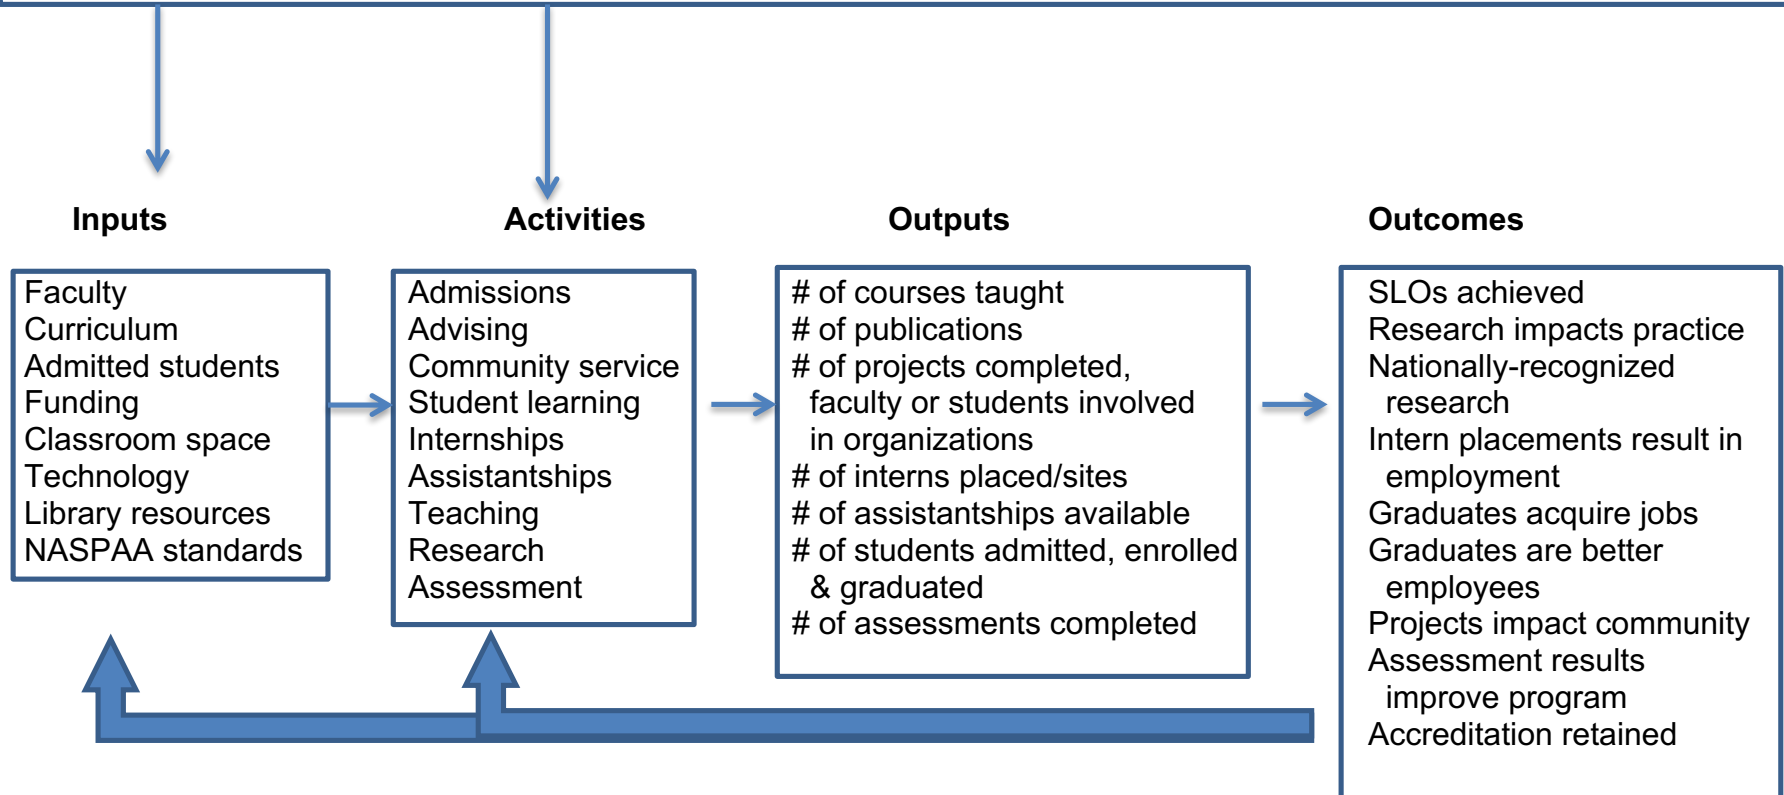 Inputs
Activities
Outputs
Outcomes
Faculty
Curriculum
Admitted students
Funding
Classroom space
Technology
Library resources
NASPAA standards
Admissions
Advising
Community service
Student learning
Internships
Assistantships
Teaching
Research
Assessment
# of courses taught
# of publications
# of projects completed,
faculty or students involved
in organizations
# of interns placed/sites
# of assistantships available
# of students admitted, enrolled
& graduated
# of assessments completed
SLOs achieved
Research impacts practice
Nationally-recognized
research
Intern placements result in
employment
Graduates acquire jobs
Graduates are better
employees
Projects impact community
Assessment results
improve program
Accreditation retained